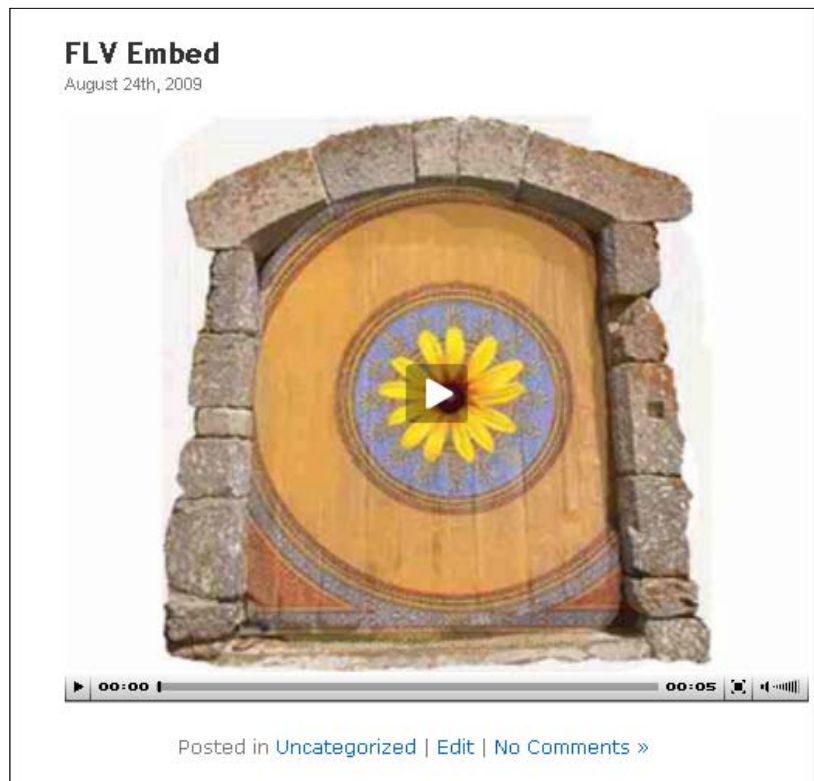 FLV Embed
August 24th, 2009
00:00 00:05
Posted in Uncategorized | Edit | No Comments »